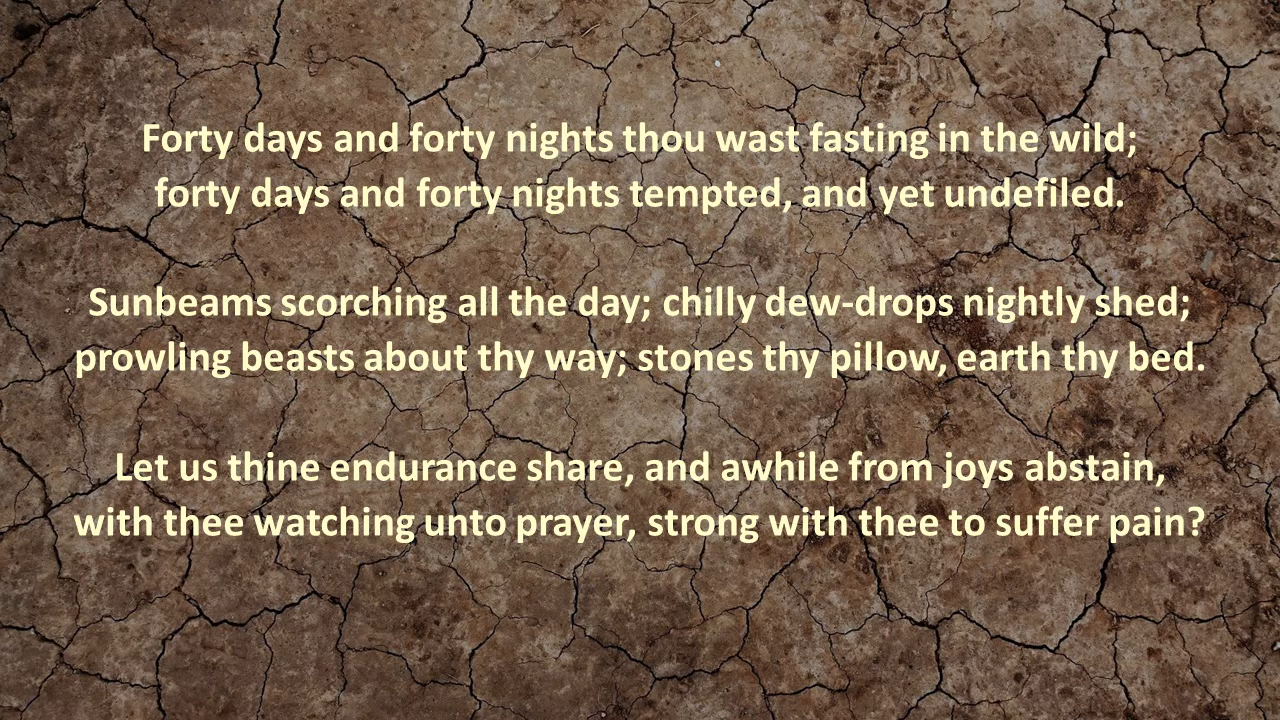 Forty days and forty nights thou wast fasting in the wild;
forty days and forty nights tempted, and yet undefiled.
Sunbeams scorching all the day; chilly dew-drops nightly shed;
prowling beasts about thy way; stones thy pillow, earth thy bed.
Let us thine endurance share, and awhile from joys abstain,
with thee watching unto prayer, strong with thee to suffer pain?